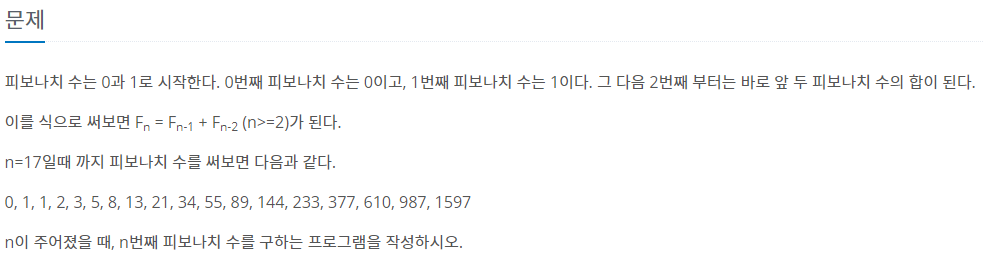 문제
피보나치 수는 0과 1로 시작한다. 0번째 피보나치 수는 0이고, 1번째 피보나치 수는 1이다. 그 다음 2번째 부터는 바로 앞 두 피보나치 수의 합이 된다.
이를 식으로 써보면 Fn = Fn-1 + Fn-2 (n>=2)가 된다.
n=17일때 까지 피보나치 수를 써보면 다음과 같다.
0, 1, 1, 2, 3, 5, 8, 13, 21, 34, 55, 89, 144, 233, 377, 610, 987, 1597
n이 주어졌을 때, n번째 피보나치 수를 구하는 프로그램을 작성하시오.